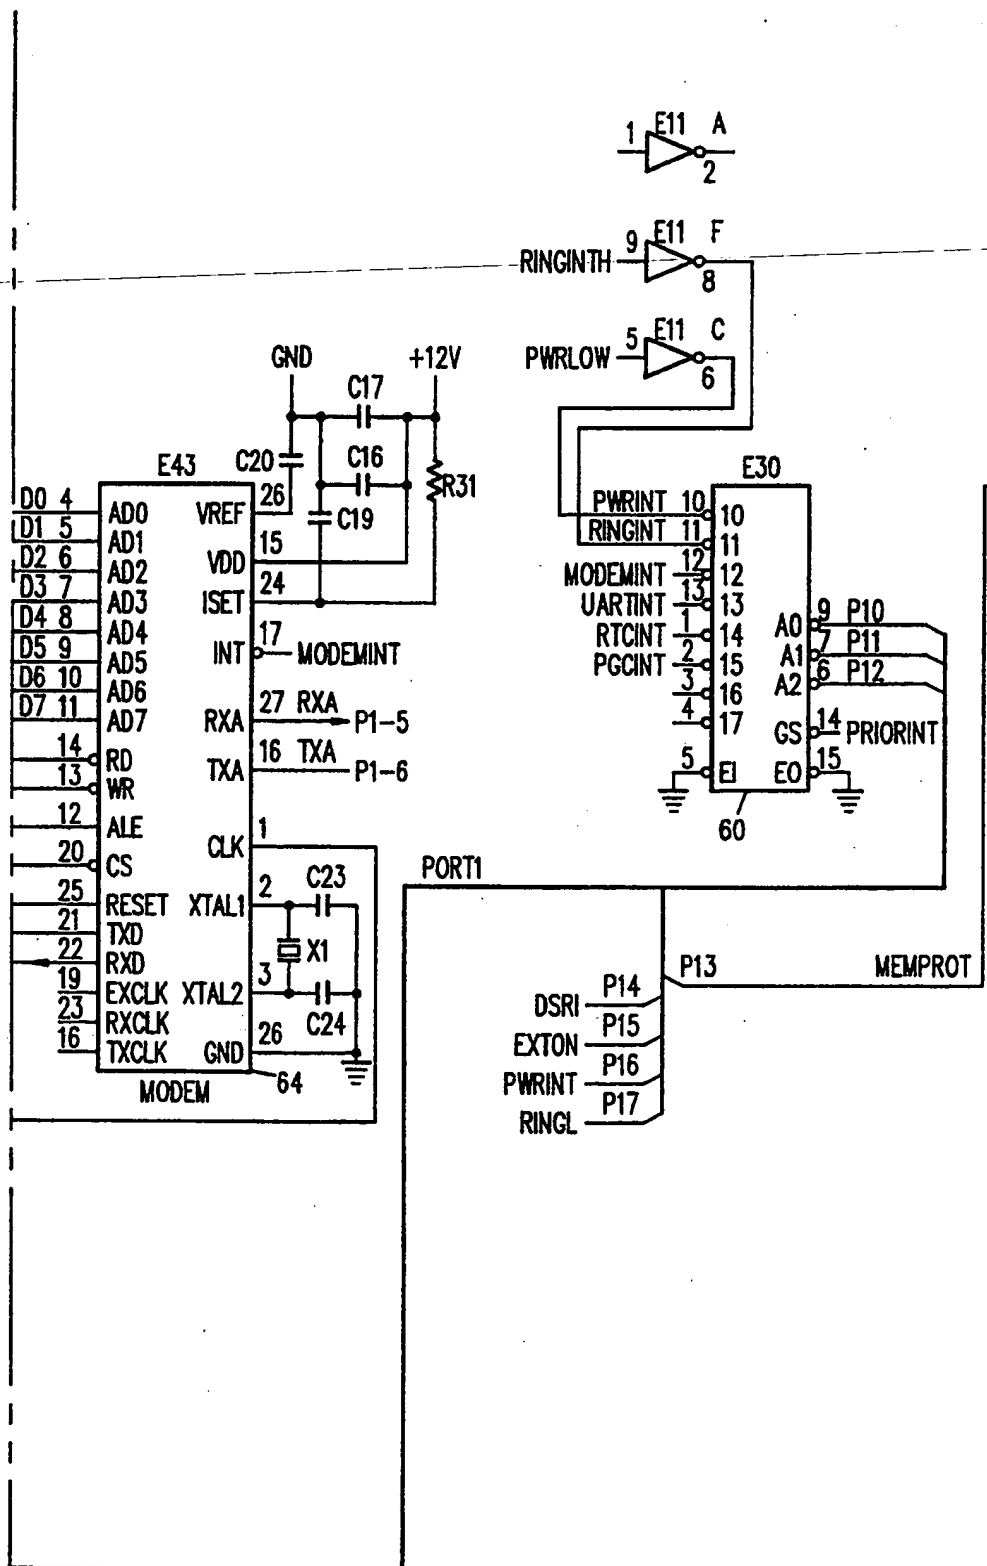 1 E11 A
2
RINGINTH 9 E11 F
8
PWRLOW 5 E11 C
6
GND +12V
C17
C20 C16 R31
C19
E43
D0 4 AD0 VREF 26
D1 5 AD1
D2 6 AD2 VDD 15
D3 7 AD3 ISET 24
D4 8 AD4
D5 9 AD5 INT 17 MODEMINT
D6 10 AD6
D7 11 AD7 RXA 27 RXA P1-5
14 RD TXA 16 TXA P1-6
13 WR
12 ALE CLK 1
20 CS
25 RESET XTAL1 2 C23
21 TXD
22 RXD X1
19 EXCLK XTAL2 3
23 RXCLK C24
16 TXCLK GND 26
MODEM 64
E30
PWRINT 10 10
RINGINT 11 11
MODEMINT 12 12
UARTINT 13 13
RTCINT 1 14 A0 9 P10
PGCINT 2 15 A1 7 P11
3 16 A2 6 P12
4 17 GS 14 PRIORINT
5 EI EO 15
60
PORT1
P13 MEMPROT
DSRI P14
EXTON P15
PWRINT P16
RINGL P17